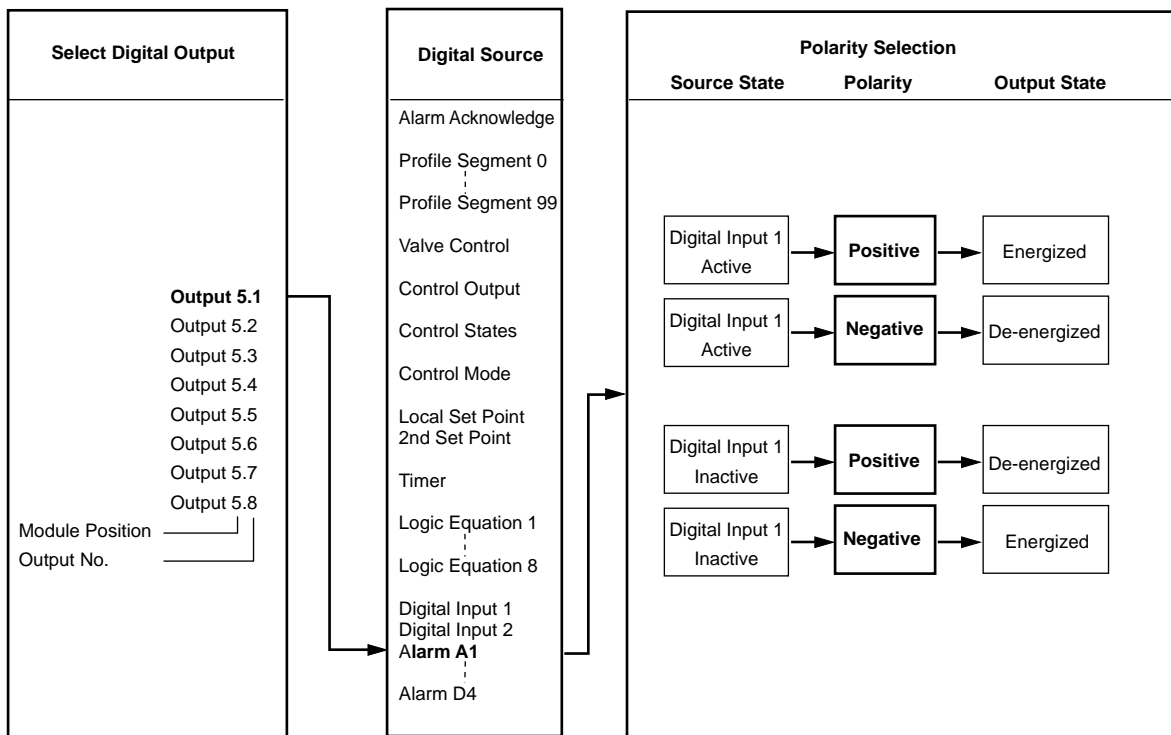 Select Digital Output
Output 5.1
Output 5.2
Output 5.3
Output 5.4
Output 5.5
Output 5.6
Output 5.7
Output 5.8
Module Position
Output No.
Digital Source
Alarm Acknowledge
Profile Segment 0
Profile Segment 99
Valve Control
Control Output
Control States
Control Mode
Local Set Point
2nd Set Point
Timer
Logic Equation 1
Logic Equation 8
Digital Input 1
Digital Input 2
Alarm A1
Alarm D4
Polarity Selection
Source State Polarity Output State
Digital Input 1
Active
Positive
Energized
Digital Input 1
Active
Negative
De-energized
Digital Input 1
Inactive
Positive
De-energized
Digital Input 1
Inactive
Negative
Energized